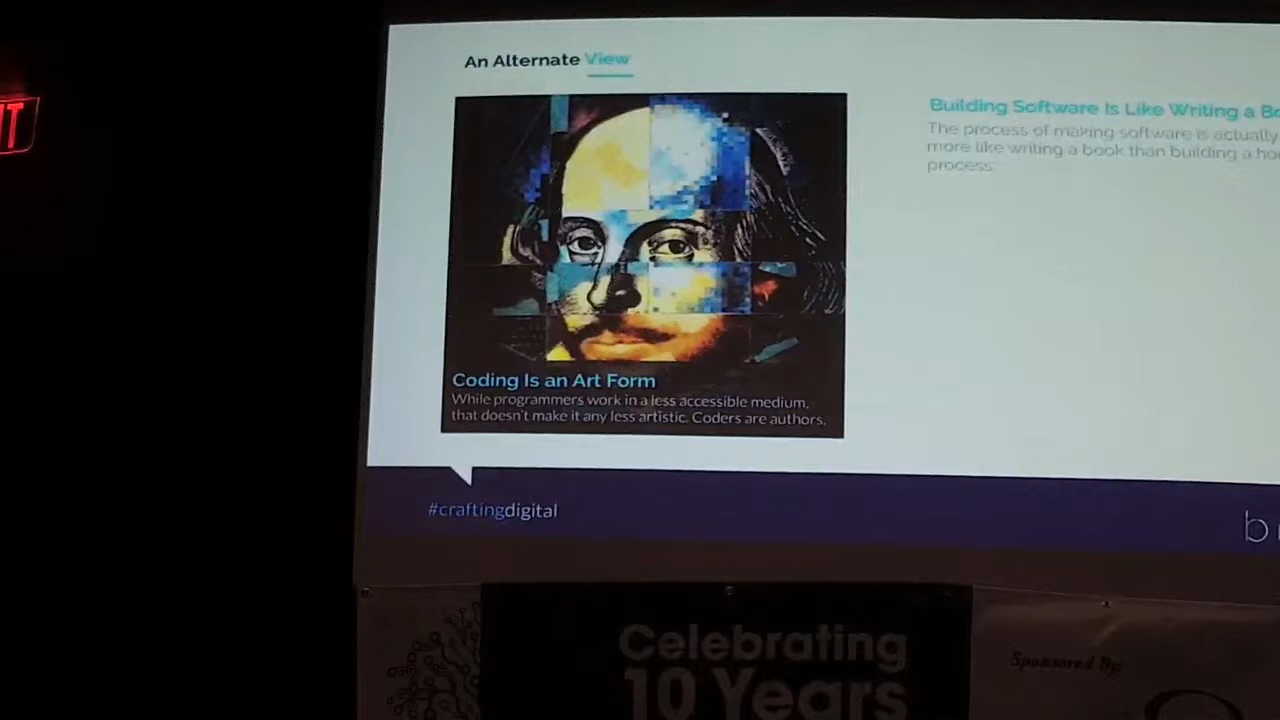 An Alternate View
Building Software Is Like Writing a
The process of making software is actually
more like writing a book than building a
process.
Coding Is an Art Form
While programmers work in a less accessible medium,
that doesn't make it any less artistic. Coders are authors,
#craftingdigital
Celebrating
10 Years
Sponsored By: